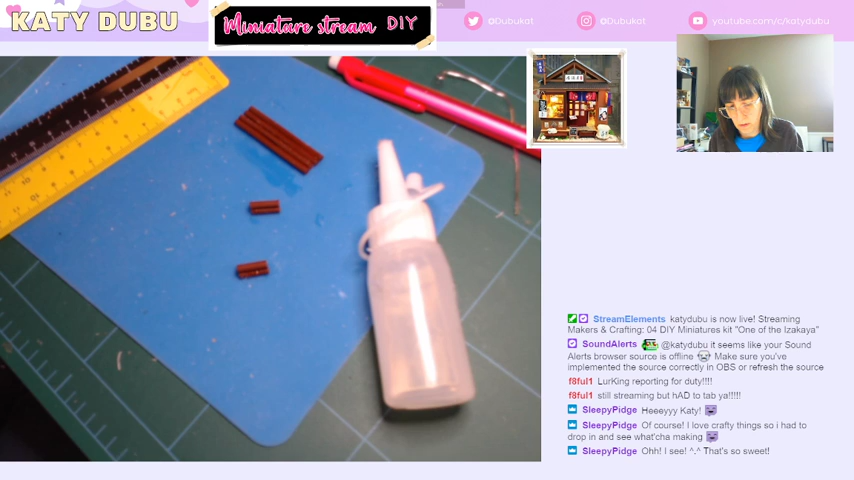 KATY DUBU
Miniature stream DIY
@Dubukat
@Dubukat
youtube.com/c/katydubu
StreamElements katydubu is now live! Streaming
Makers & Crafting: 04 DIY Miniatures kit "One of the Izakaya"
SoundAlerts @katydubu it seems like your Sound
Alerts browser source is offline Make sure you've
implemented the source correctly in OBS or refresh the source
f8ful1 LurKing reporting for duty!!!!
f8ful1 still streaming but hAD to tab ya!!!!!
SleepyPidge Heeeyyy Katy!
SleepyPidge Of course! I love crafty things so i had to
drop in and see what'cha making
SleepyPidge Ohh! I see! ^.^ That's so sweet!